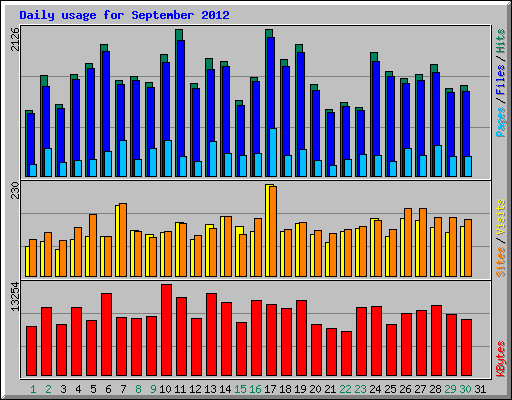 Daily usage for September 2012
2126
Pages / Files / Hits
230
Sites / Visits
13254
KBytes
1 2 3 4 5 6 7 8 9 10 11 12 13 14 15 16 17 18 19 20 21 22 23 24 25 26 27 28 29 30 31